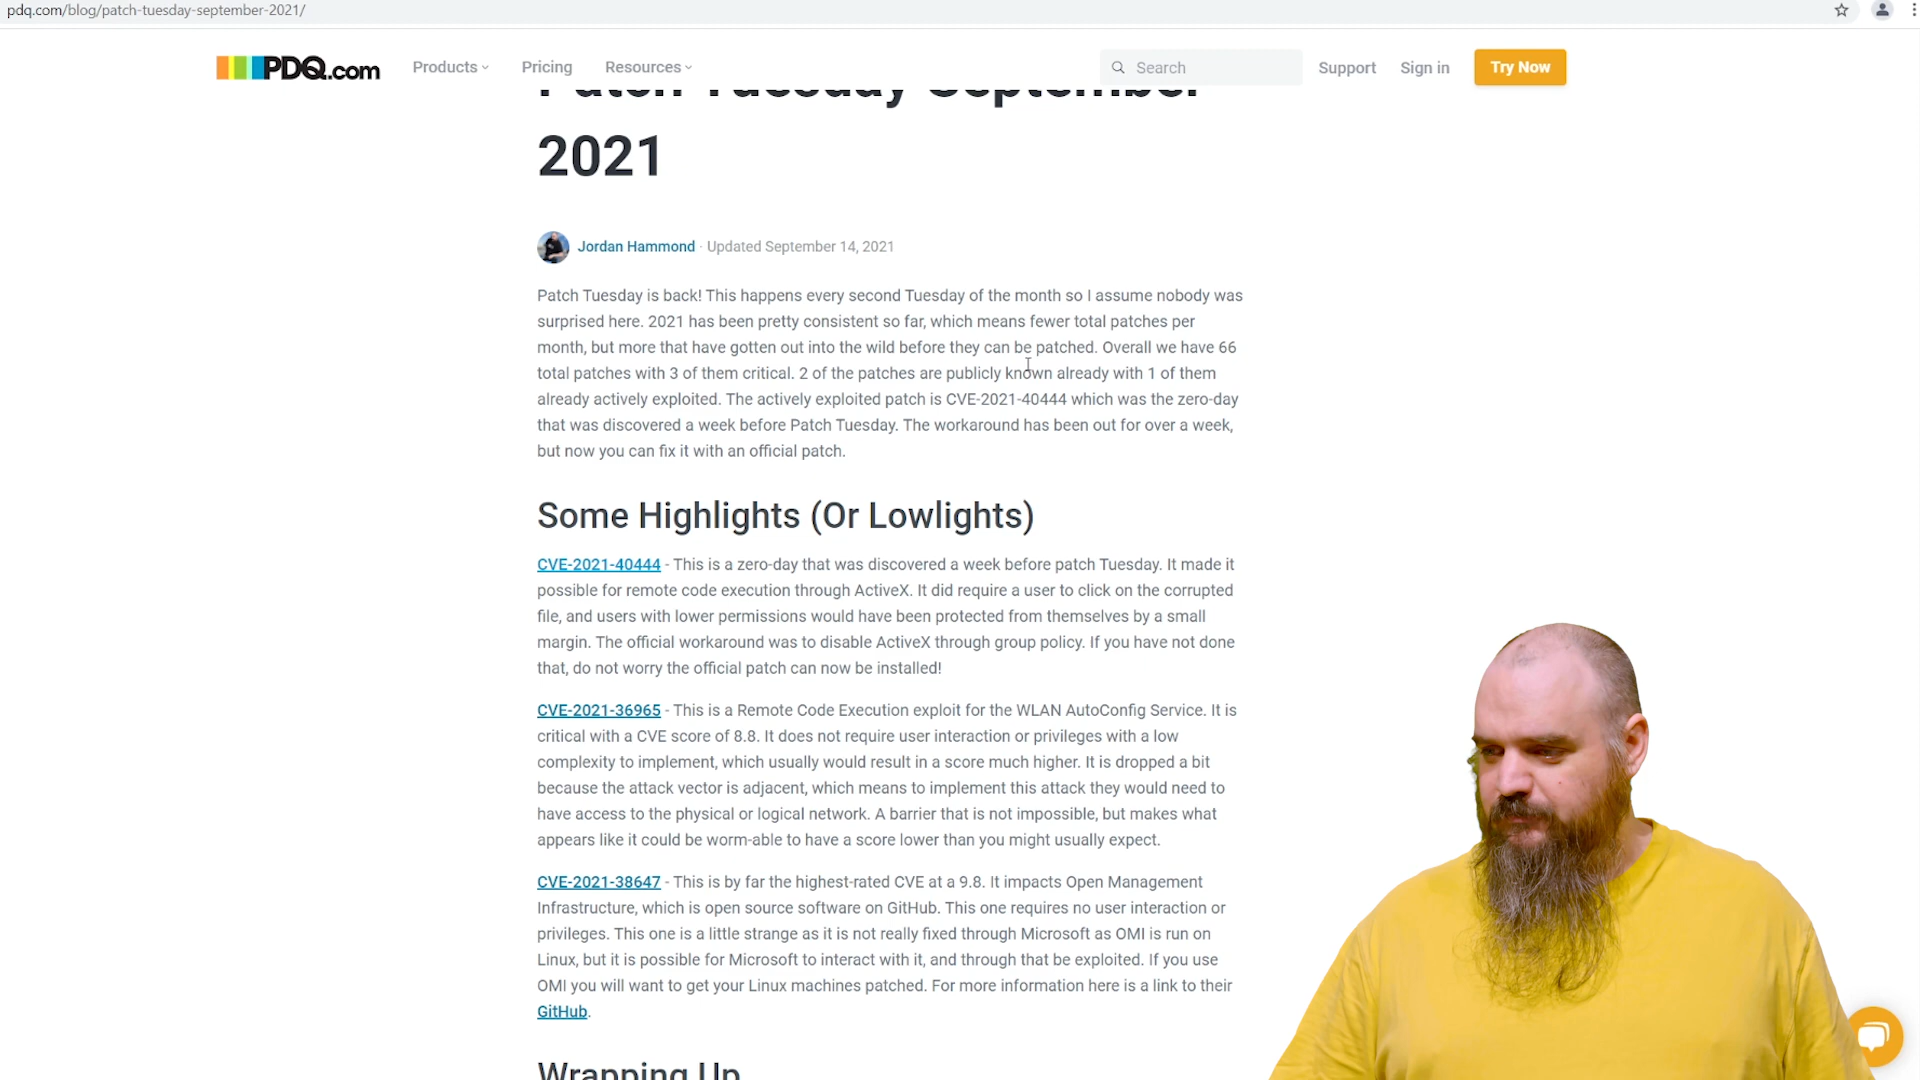 pdq.com/blog/patch-tuesday-september-2021/
PDQ.com
Products
Pricing
Resources
Search
Support
Sign in
Try Now
Patch Tuesday September
2021
Jordan Hammond · Updated September 14, 2021
Patch Tuesday is back! This happens every second Tuesday of the month so I assume nobody was
surprised here. 2021 has been pretty consistent so far, which means fewer total patches per
month, but more that have gotten out into the wild before they can be patched. Overall we have 66
total patches with 3 of them critical. 2 of the patches are publicly known already with 1 of them
already actively exploited. The actively exploited patch is CVE-2021-40444 which was the zero-day
that was discovered a week before Patch Tuesday. The workaround has been out for over a week,
but now you can fix it with an official patch.
Some Highlights (Or Lowlights)
CVE-2021-40444 - This is a zero-day that was discovered a week before patch Tuesday. It made it
possible for remote code execution through ActiveX. It did require a user to click on the corrupted
file, and users with lower permissions would have been protected from themselves by a small
margin. The official workaround was to disable ActiveX through group policy. If you have not done
that, do not worry the official patch can now be installed!
CVE-2021-36965 - This is a Remote Code Execution exploit for the WLAN AutoConfig Service. It is
critical with a CVE score of 8.8. It does not require user interaction or privileges with a low
complexity to implement, which usually would result in a score much higher. It is dropped a bit
because the attack vector is adjacent, which means to implement this attack they would need to
have access to the physical or logical network. A barrier that is not impossible, but makes what
appears like it could be worm-able to have a score lower than you might usually expect.
CVE-2021-38647 - This is by far the highest-rated CVE at a 9.8. It impacts Open Management
Infrastructure, which is open source software on GitHub. This one requires no user interaction or
privileges. This one is a little strange as it is not really fixed through Microsoft as OMI is run on
Linux, but it is possible for Microsoft to interact with it, and through that be exploited. If you use
OMI you will want to get your Linux machines patched. For more information here is a link to their
GitHub.
Wrapping Up